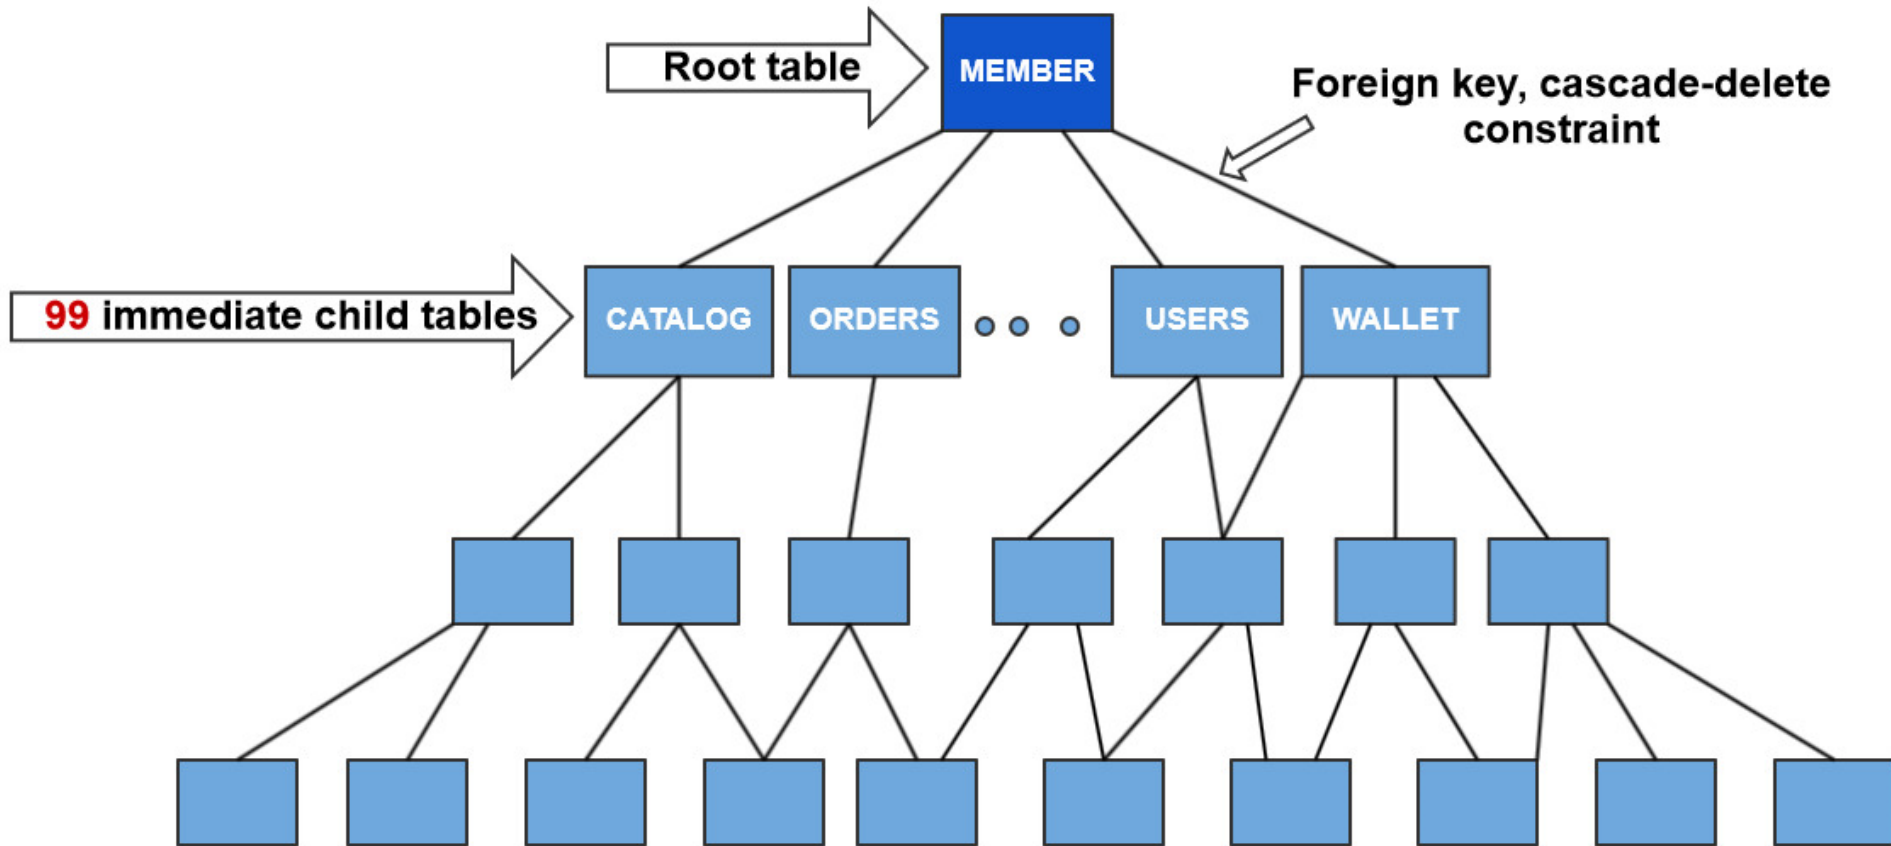 Root table
MEMBER
Foreign key, cascade-delete
constraint
99 immediate child tables
CATALOG
ORDERS
USERS
WALLET